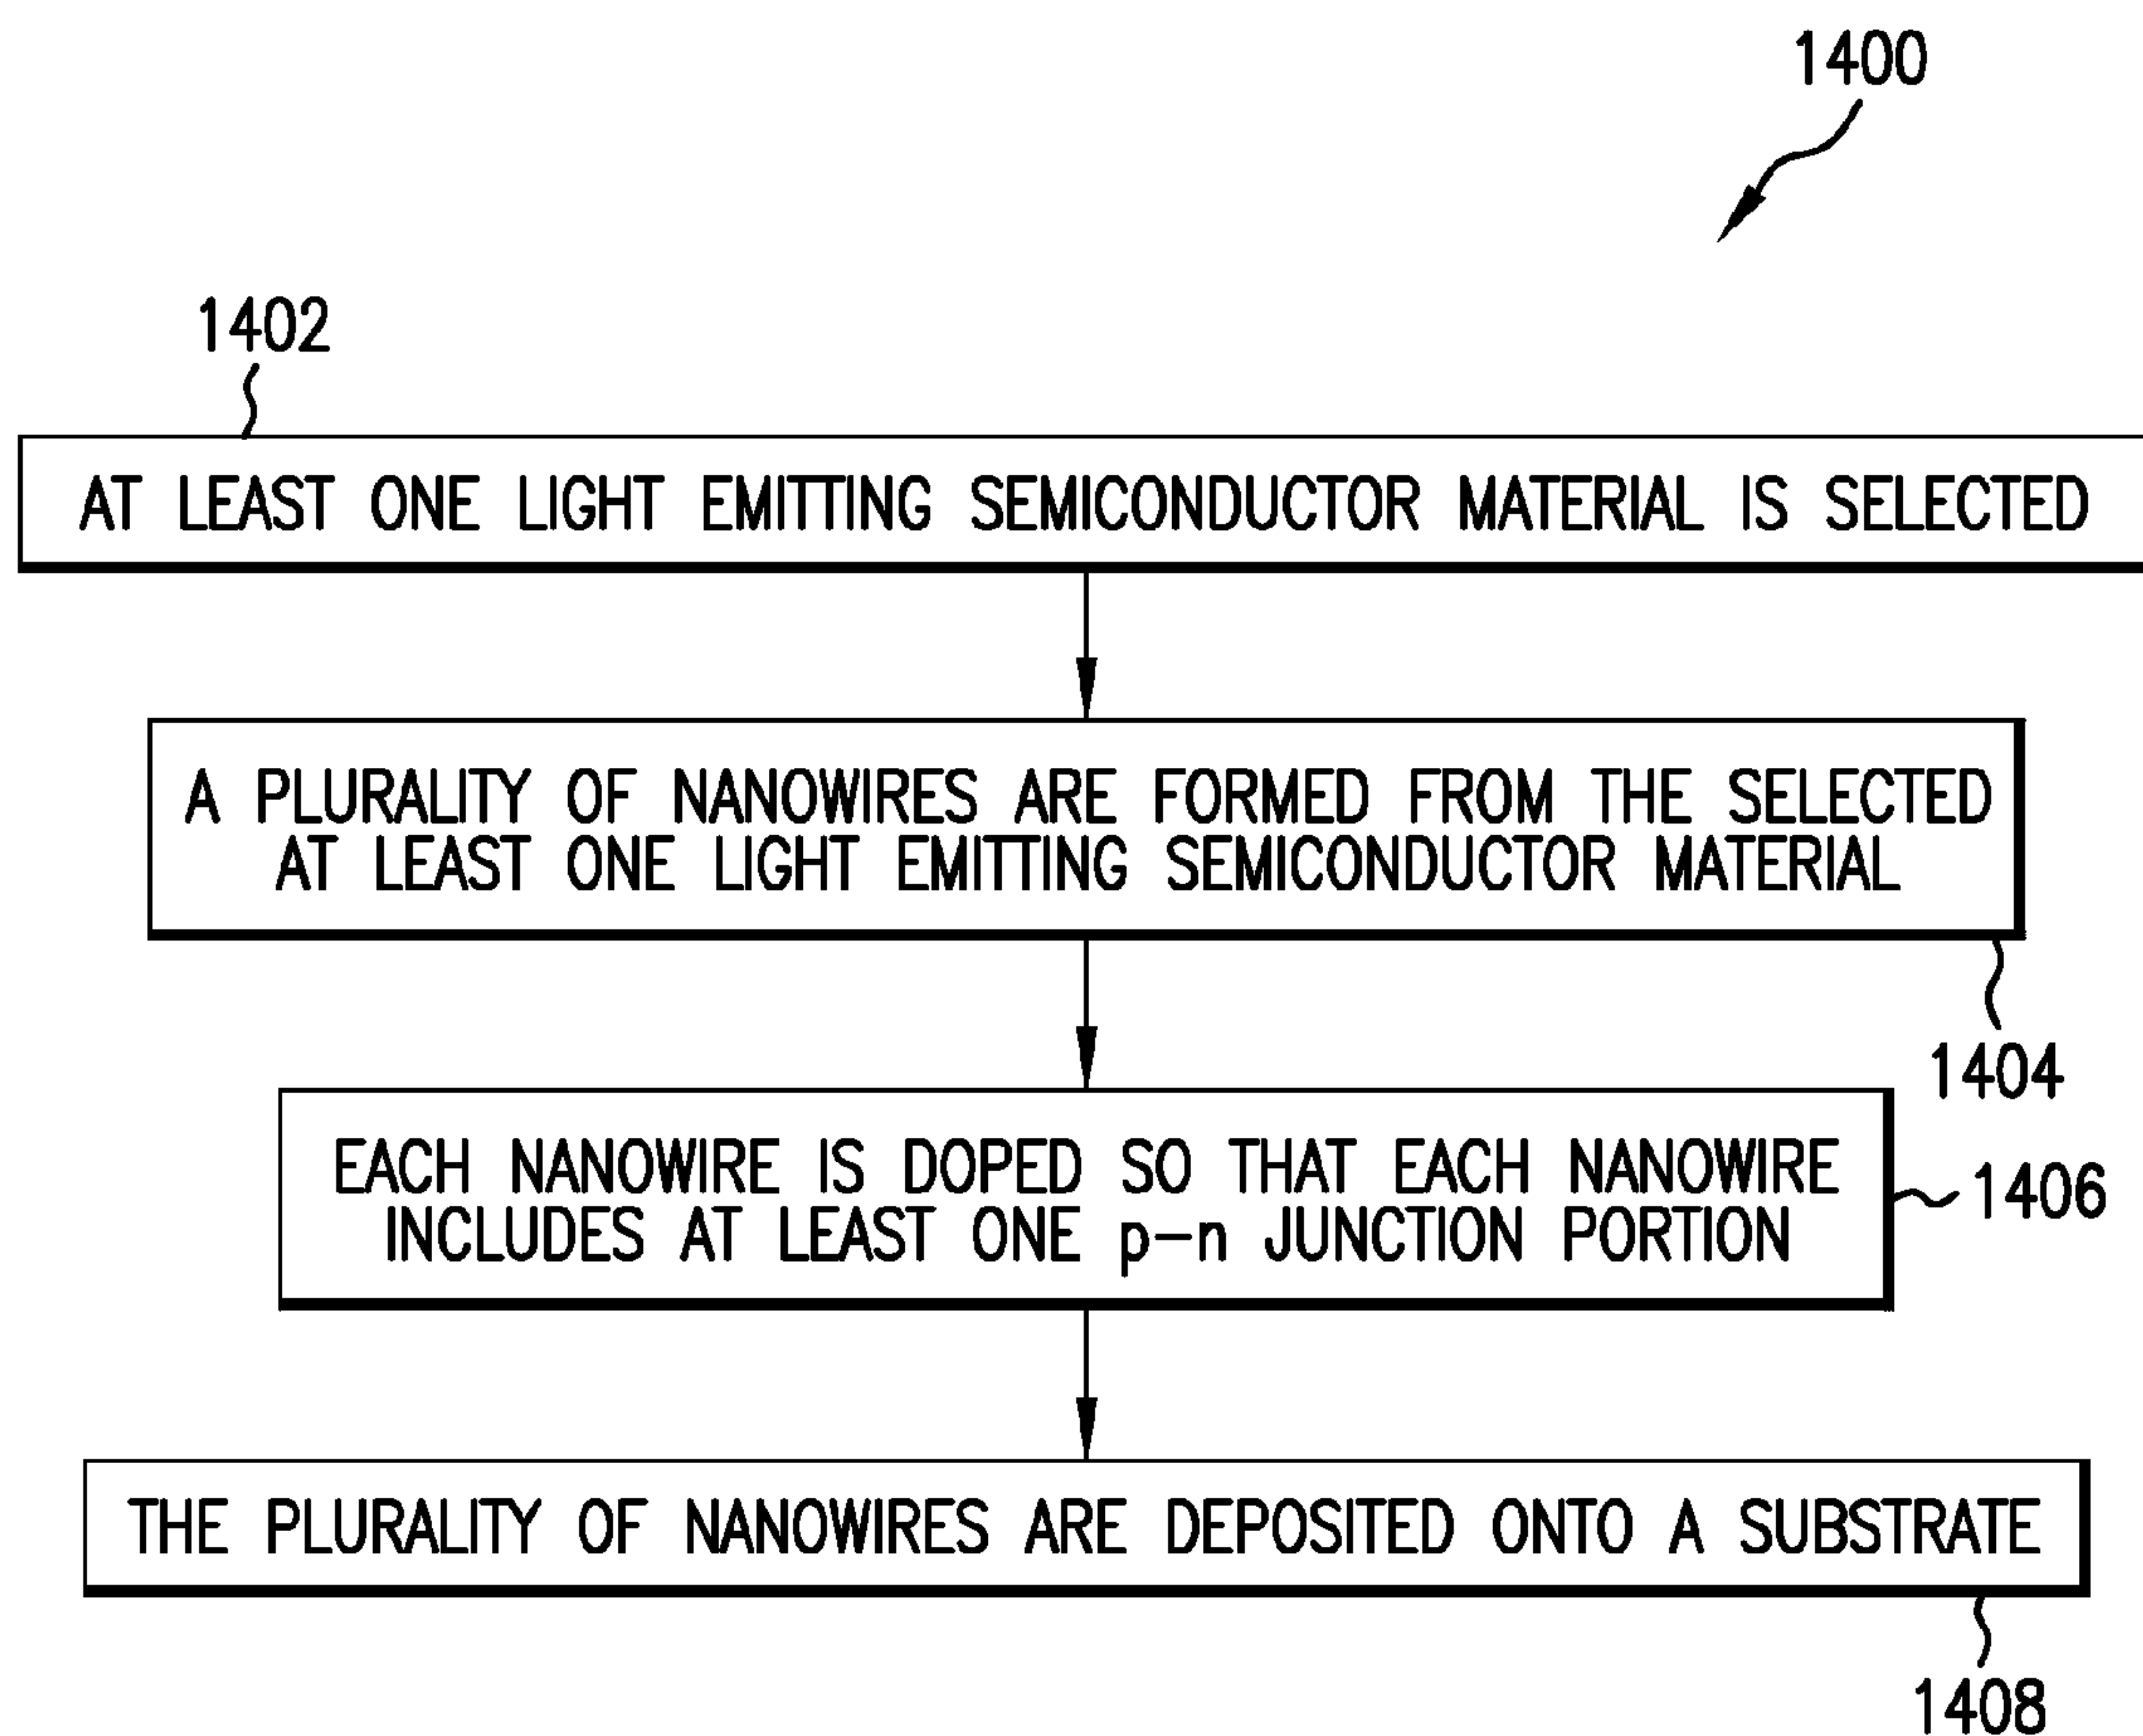 1400
1402
AT LEAST ONE LIGHT EMITTING SEMICONDUCTOR MATERIAL IS SELECTED
A PLURALITY OF NANOWIRES ARE FORMED FROM THE SELECTED
AT LEAST ONE LIGHT EMITTING SEMICONDUCTOR MATERIAL
1404
EACH NANOWIRE IS DOPED SO THAT EACH NANOWIRE
INCLUDES AT LEAST ONE p-n JUNCTION PORTION
1406
THE PLURALITY OF NANOWIRES ARE DEPOSITED ONTO A SUBSTRATE
1408